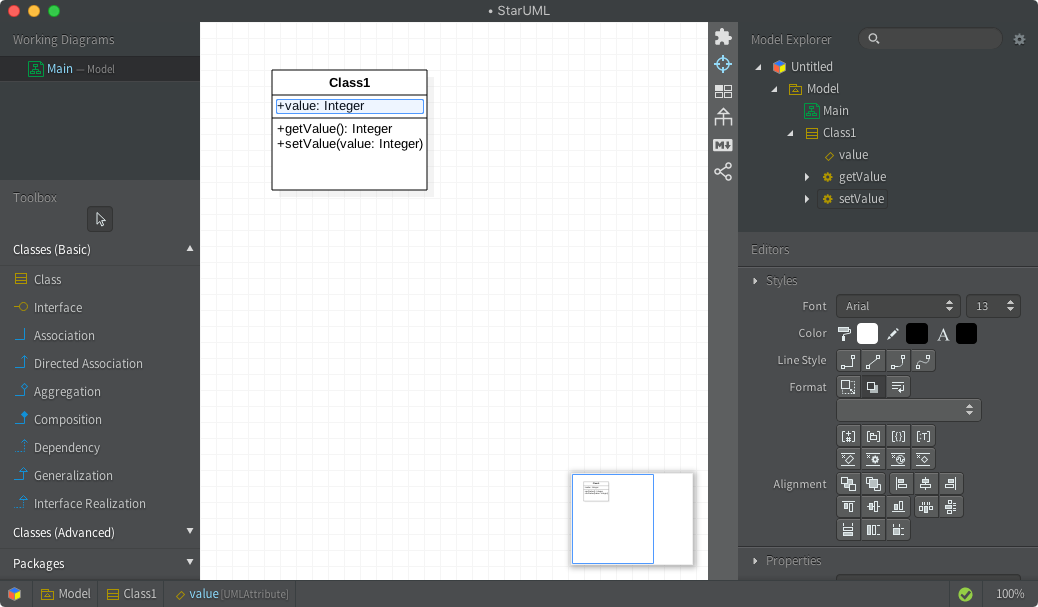 • StarUML
Working Diagrams
Main — Model
Toolbox
Classes (Basic)
Class
Interface
Association
Directed Association
Aggregation
Composition
Dependency
Generalization
Interface Realization
Classes (Advanced)
Packages
Class1
+value: Integer
+getValue(): Integer
+setValue(value: Integer)
M
Model Explorer
Untitled
Model
Main
Class1
value
getValue
setValue
Editors
Styles
Font Arial 13
Color A
Line Style
Format
Alignment
Properties
Model Class1 value [UMLAttribute] 100%